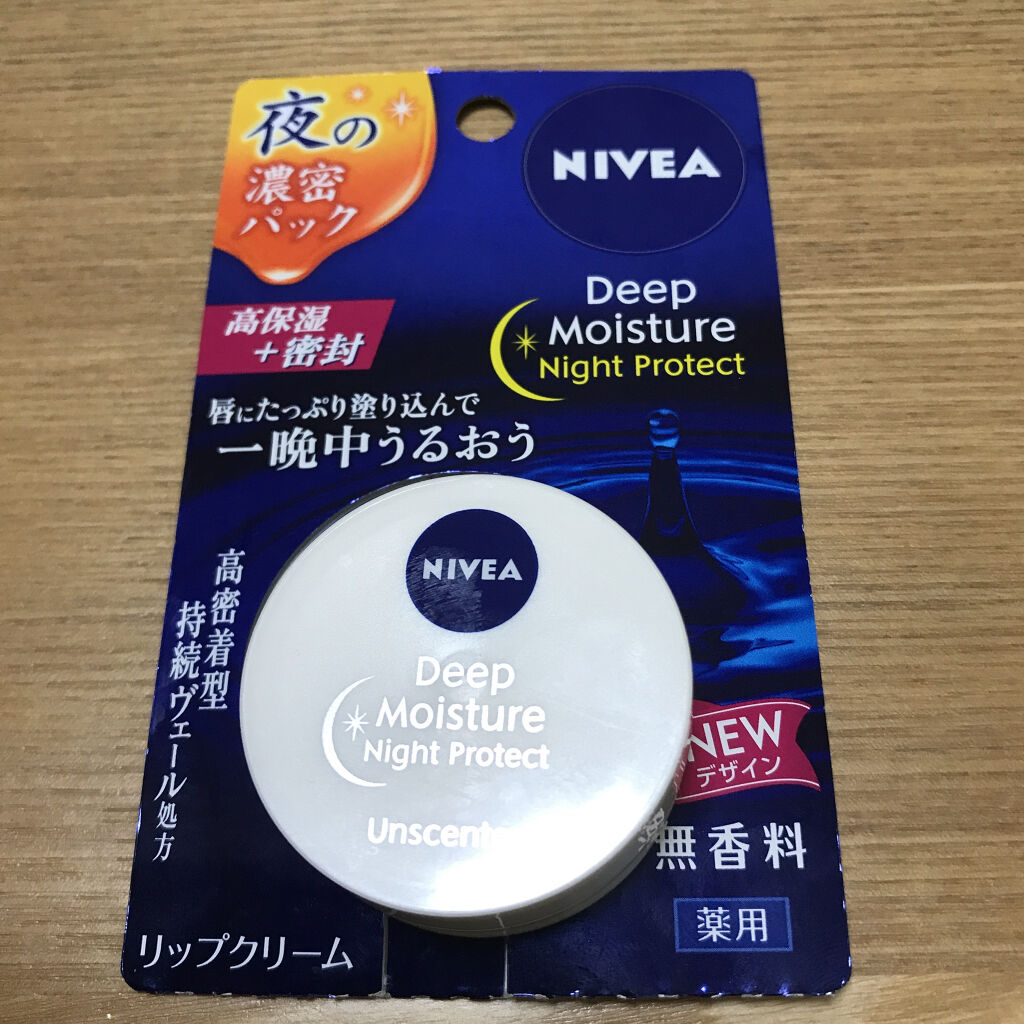 夜の
濃密
パック
NIVEA
Deep
Moisture
Night Protect
高保湿
+密封
唇にたっぷり塗り込んで
一晩中うるおう
高密着型
持続ヴェール処方
NIVEA
Deep
Moisture
Night Protect
NEW
デザイン
無香料
薬用
リップクリーム